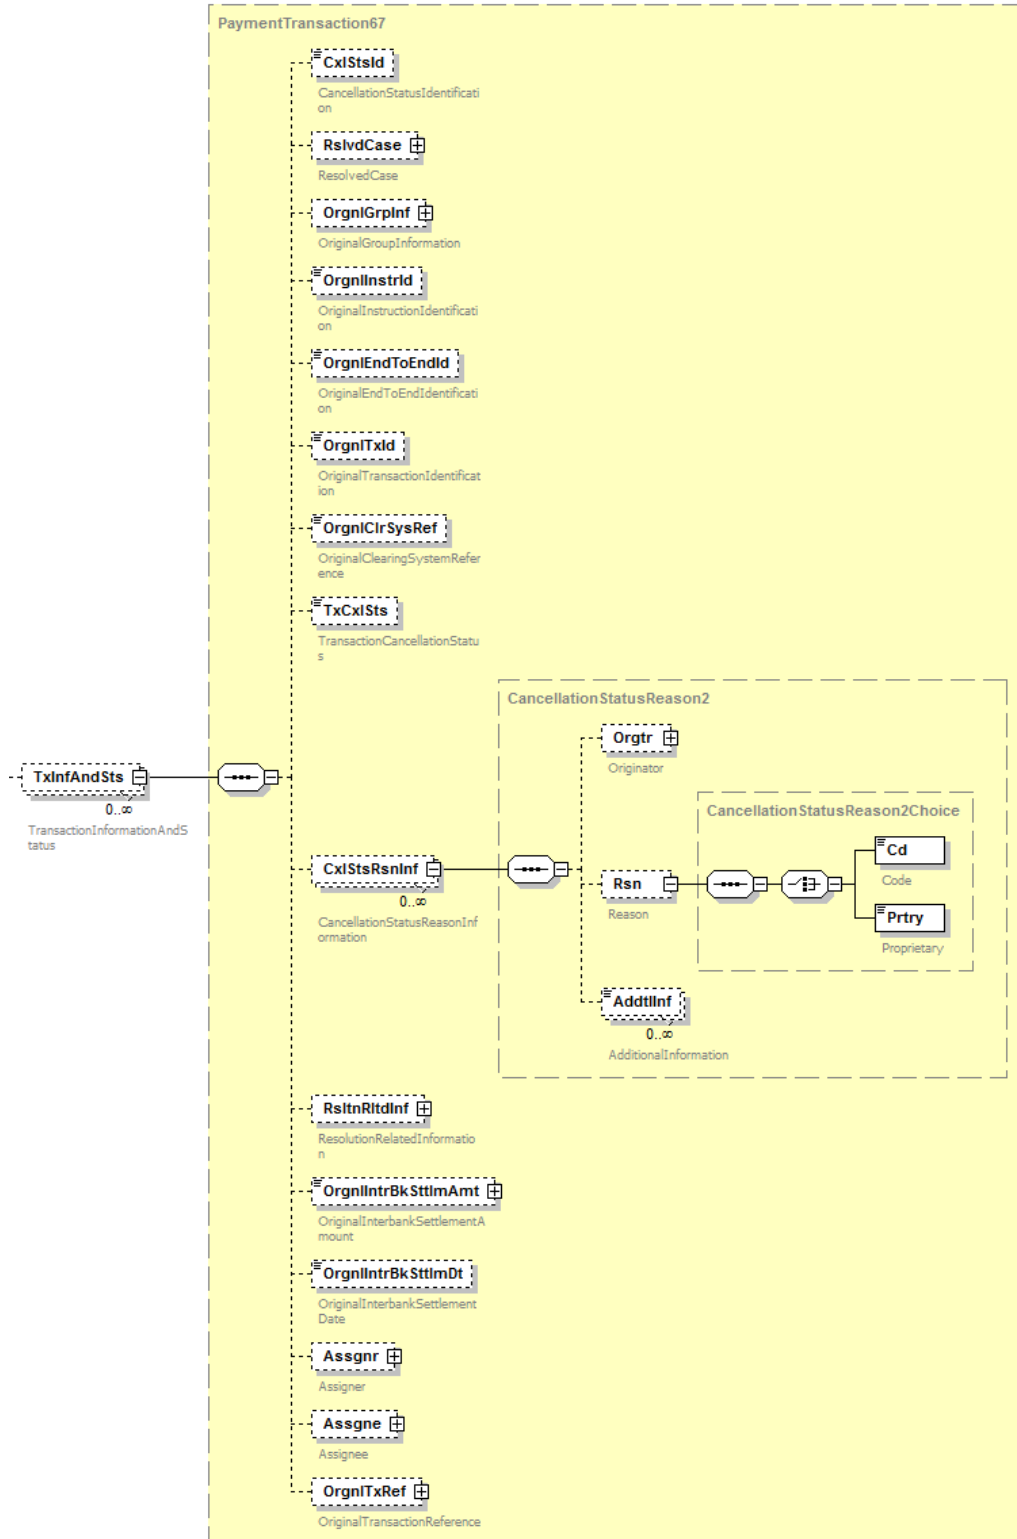 PaymentTransaction67
CxlStsId
CancellationStatusIdentificati
on
RslvdCase
ResolvedCase
OrgnlGrpInf
OriginalGroupInformation
OrgnlInstrId
OriginalInstructionIdentificati
on
OrgnlEndToEndId
OriginalEndToEndIdentificati
on
OrgnlTxId
OriginalTransactionIdentificat
ion
OrgnlClrSysRef
OriginalClearingSystemRefer
ence
TxCxlSts
TransactionCancellationStatu
s
CancellationStatusReason2
Orgtr
Originator
TxInfAndSts
0..∞
TransactionInformationAndS
tatus
CancellationStatusReason2Choice
Cd
Code
CxlStsRsnInf
0..∞
CancellationStatusReasonInf
ormation
Rsn
Reason
Prtry
Proprietary
AddtlInf
0..∞
AdditionalInformation
RsltnRltdInf
ResolutionRelatedInformatio
n
OrgnlIntrBkSttlmAmt
OriginalInterbankSettlementA
mount
OrgnlIntrBkSttlmDt
OriginalInterbankSettlement
Date
Assgnr
Assigner
Assgne
Assignee
OrgnlTxRef
OriginalTransactionReference